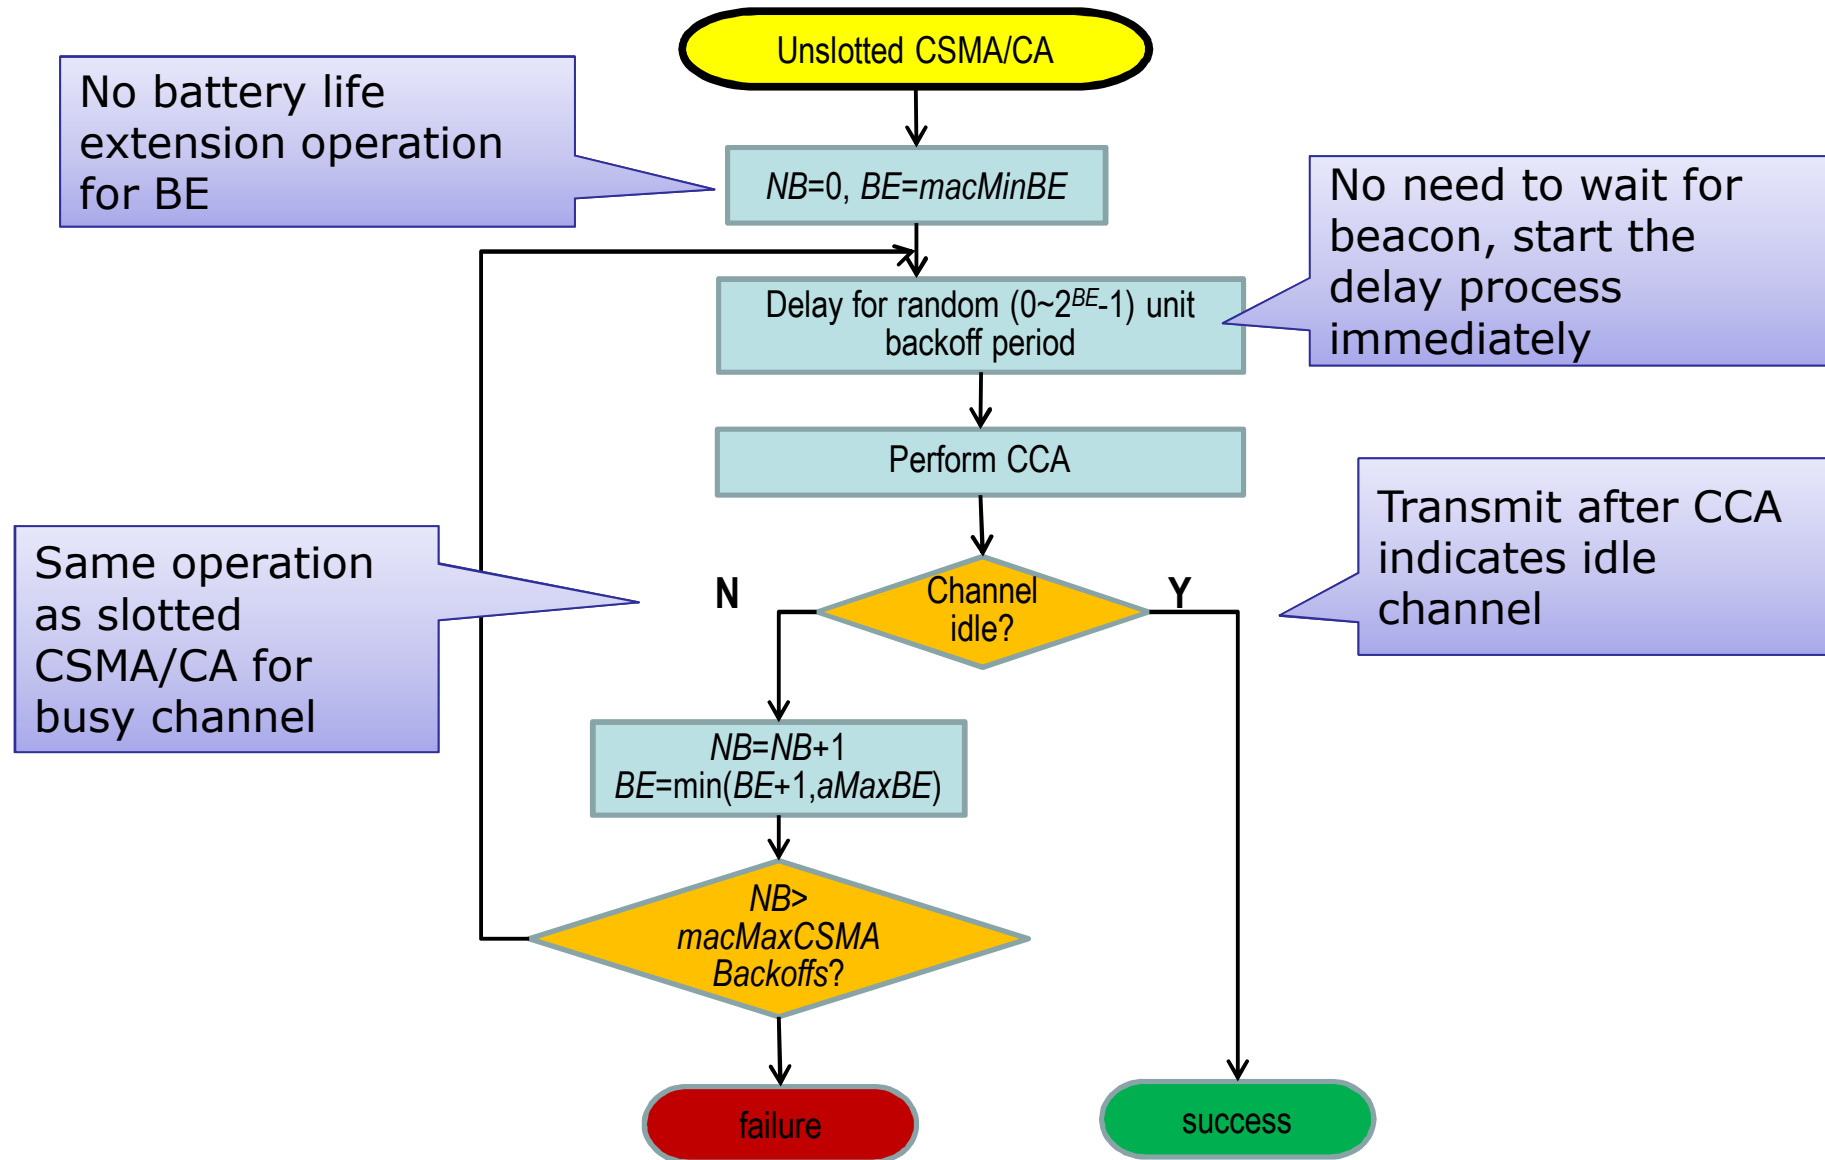 Unslotted CSMA/CA
No battery life
extension operation
for BE
NB=0, BE=macMinBE
No need to wait for
beacon, start the
delay process
immediately
Delay for random (0~2^BE-1) unit
backoff period
Perform CCA
Transmit after CCA
indicates idle
channel
Same operation
as slotted
CSMA/CA for
busy channel
N
Channel
idle?
Y
NB=NB+1
BE=min(BE+1,aMaxBE)
NB>
macMaxCSMA
Backoffs?
failure
success